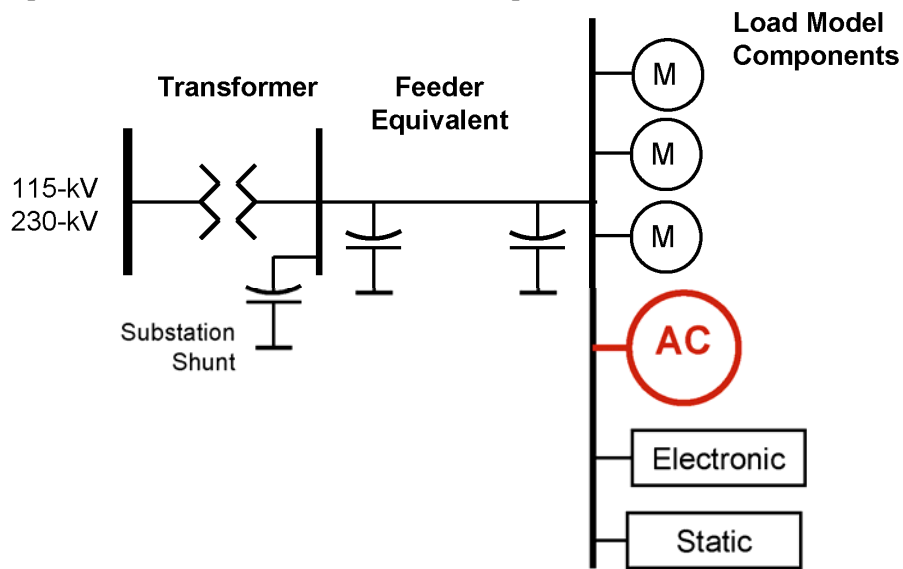 Load Model
Components
Transformer
Feeder
Equivalent
115-kV
230-kV
M
M
M
AC
Substation
Shunt
Electronic
Static